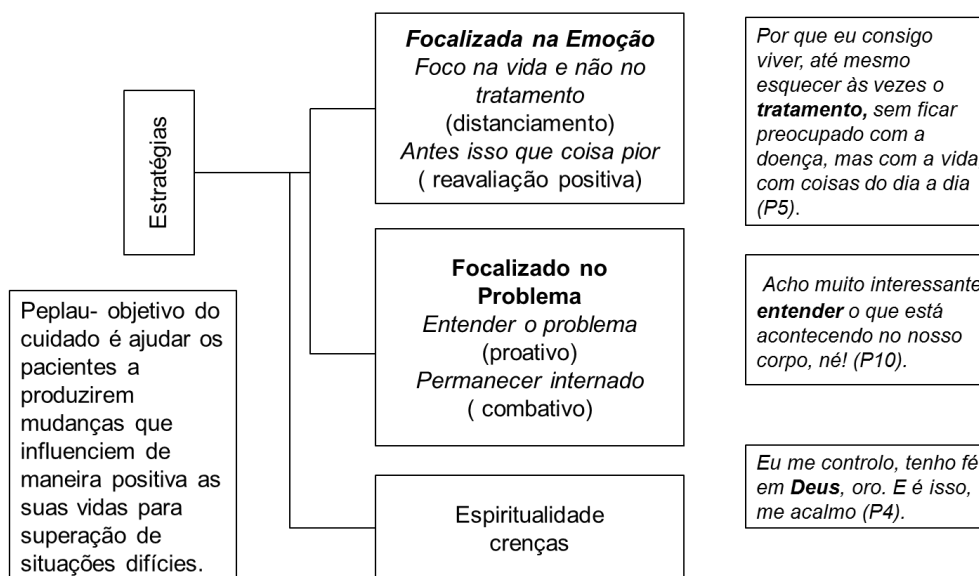 Estratégias
Peplau- objetivo do
cuidado é ajudar os
pacientes a
produzirem
mudanças que
influenciem de
maneira positiva as
suas vidas para
superação de
situações difícies.
Focalizada na Emoção
Foco na vida e não no
tratamento
(distanciamento)
Antes isso que coisa pior
( reavaliação positiva)
Focalizado no
Problema
Entender o problema
(proativo)
Permanecer internado
( combativo)
Espiritualidade
crenças
Por que eu consigo
viver, até mesmo
esquecer às vezes o
tratamento, sem ficar
preocupado com a
doença, mas com a vida
com coisas do dia a dia
(P5).
Acho muito interessante
entender o que está
acontecendo no nosso
corpo, né! (P10).
Eu me controlo, tenho fé
em Deus, oro. E é isso,
me acalmo (P4).